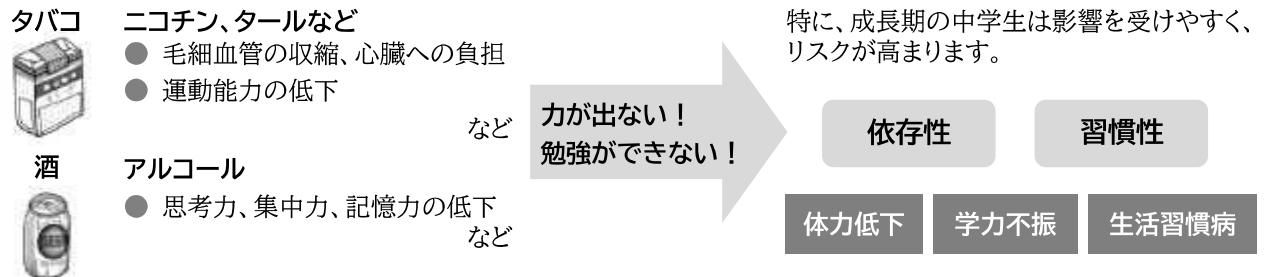 タバコ
ニコチン、タールなど
● 毛細血管の収縮、心臓への負担
● 運動能力の低下
など
酒
アルコール
● 思考力、集中力、記憶力の低下
など
力が出ない！
勉強ができない！
特に、成長期の中学生は影響を受けやすく、
リスクが高まります。
依存性
習慣性
体力低下
学力不振
生活習慣病